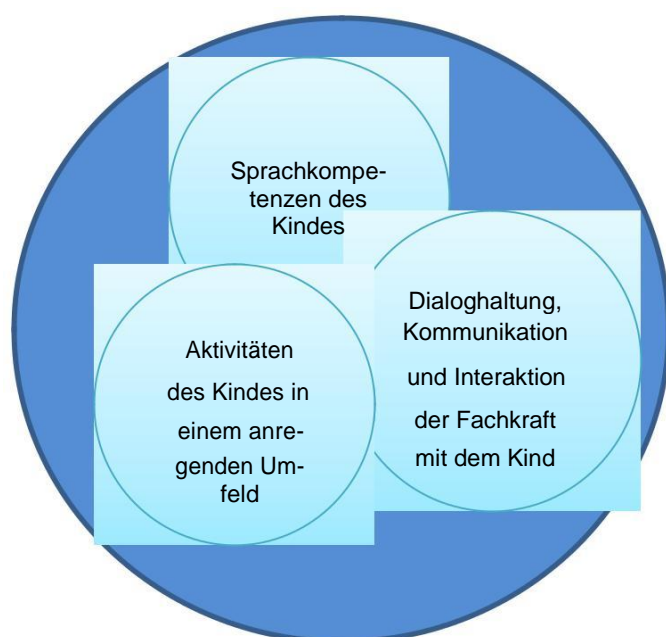 Sprachkompe-
tenzen des
Kindes
Dialoghaltung,
Kommunikation
und Interaktion
der Fachkraft
mit dem Kind
Aktivitäten
des Kindes in
einem anre-
genden Um-
feld